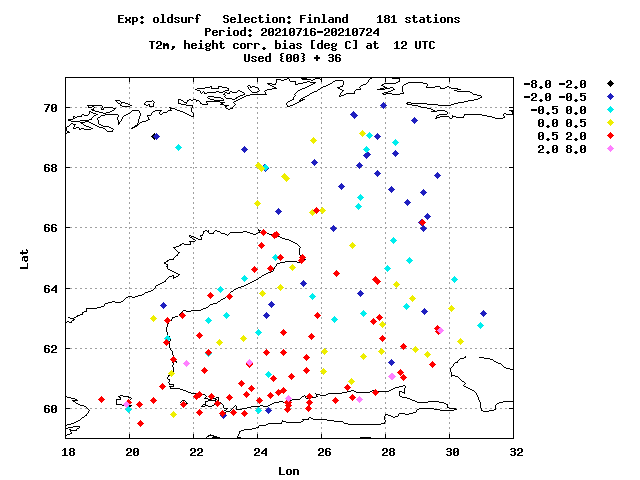 Exp: oldsurf   Selection: Finland    181 stations
Period: 20210716-20210724
T2m, height corr. bias [deg C] at  12 UTC
Used {00} + 36
-8.0 -2.0
-2.0 -0.5
-0.5 0.0
0.0 0.5
0.5 2.0
2.0 8.0
70
68
66
64
62
60
Lat
18 20 22 24 26 28 30 32
Lon